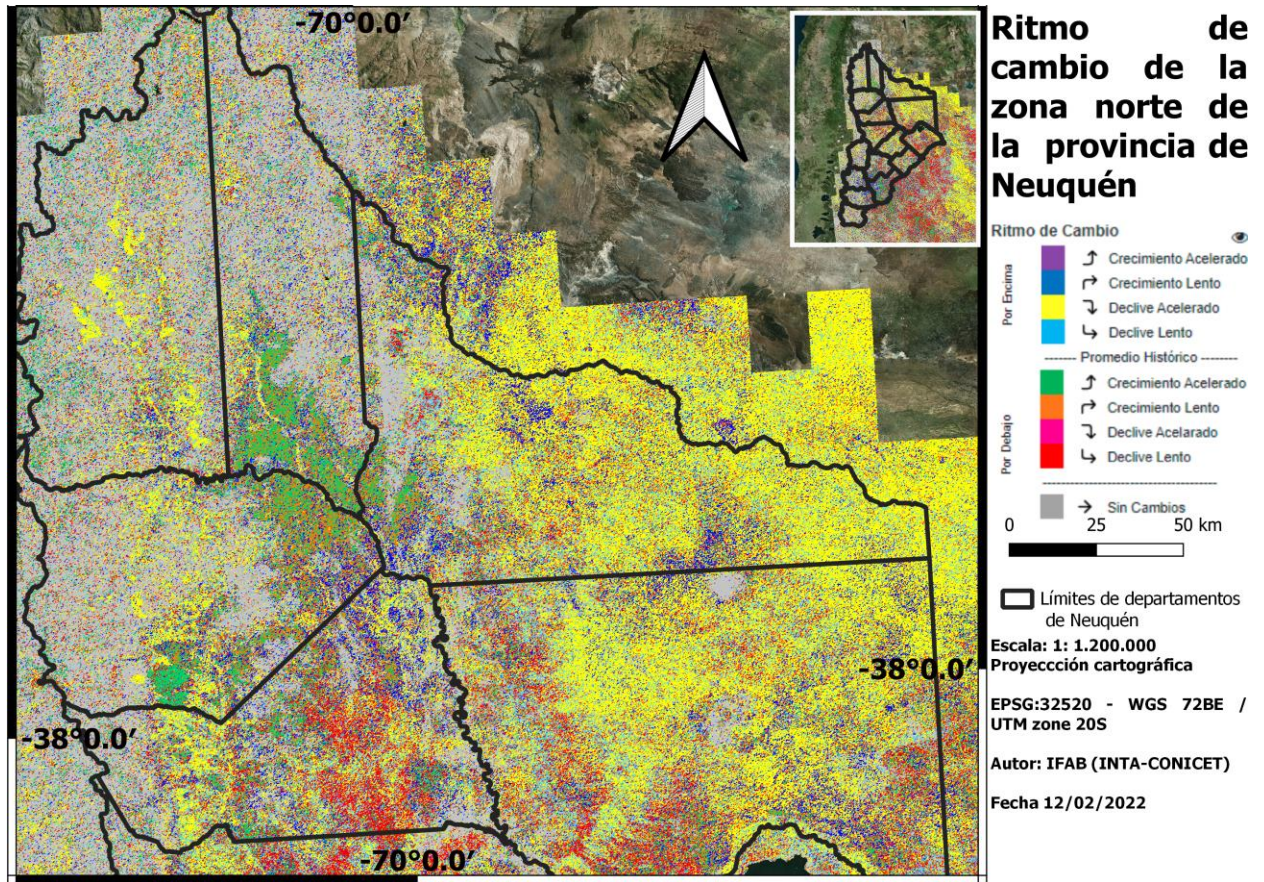 -70°0.0'
-38°0.0'
-38°0.0'
-70°0.0'
Ritmo de
cambio de la
zona norte de
la provincia de
Neuquén
Ritmo de Cambio
Por Encima
Crecimiento Acelerado
Crecimiento Lento
Declive Acelerado
Declive Lento
------- Promedio Histórico --------
Por Debajo
Crecimiento Acelerado
Crecimiento Lento
Declive Acelarado
Declive Lento
Sin Cambios
0 25 50 km
Límites de departamentos
de Neuquén
Escala: 1: 1.200.000
Proyeccción cartográfica
EPSG:32520 - WGS 72BE /
UTM zone 20S
Autor: IFAB (INTA-CONICET)
Fecha 12/02/2022